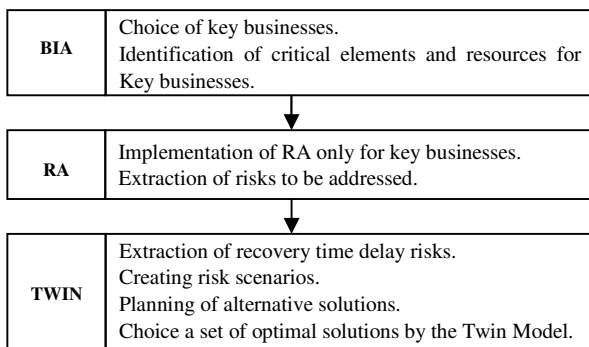 BIA
Choice of key businesses.
Identification of critical elements and resources for
Key businesses.
RA
Implementation of RA only for key businesses.
Extraction of risks to be addressed.
TWIN
Extraction of recovery time delay risks.
Creating risk scenarios.
Planning of alternative solutions.
Choice a set of optimal solutions by the Twin Model.